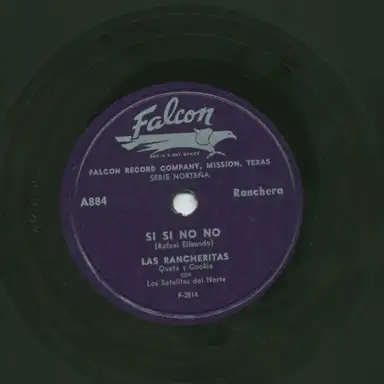 Falcon
FALCON RECORD COMPANY, MISSION, TEXAS
SERIE NORTEÑA
A884 Ranchera
SI SI NO NO
(Rafael Elizondo)
LAS RANCHERITAS
Queta y Cookie
con
Los Satelites del Norte
F-2814